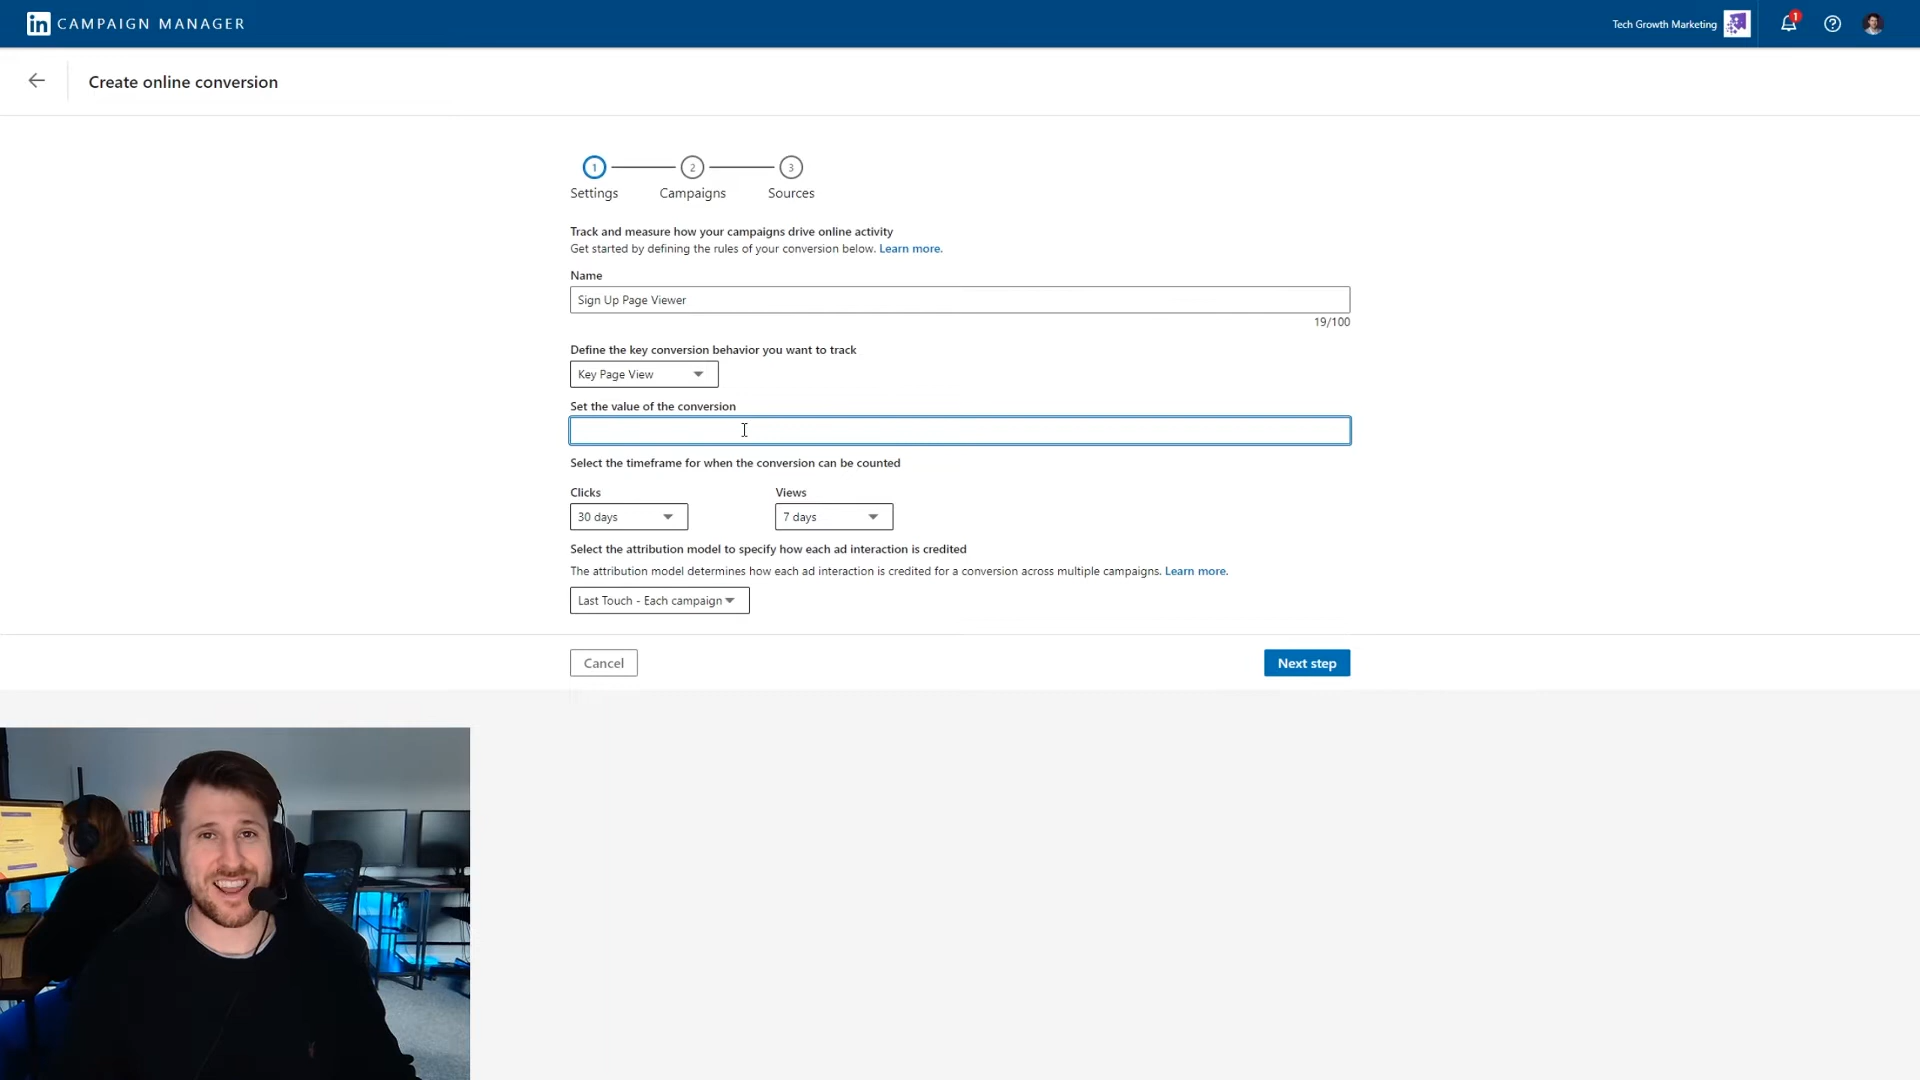 in CAMPAIGN MANAGER
Tech Growth Marketing
1
Create online conversion
1
2
3
Settings
Campaigns
Sources
Track and measure how your campaigns drive online activity
Get started by defining the rules of your conversion below. Learn more.
Name
Sign Up Page Viewer
19/100
Define the key conversion behavior you want to track
Key Page View
Set the value of the conversion
Select the timeframe for when the conversion can be counted
Clicks
Views
30 days
7 days
Select the attribution model to specify how each ad interaction is credited
The attribution model determines how each ad interaction is credited for a conversion across multiple campaigns. Learn more.
Last Touch - Each campaign
Cancel
Next step